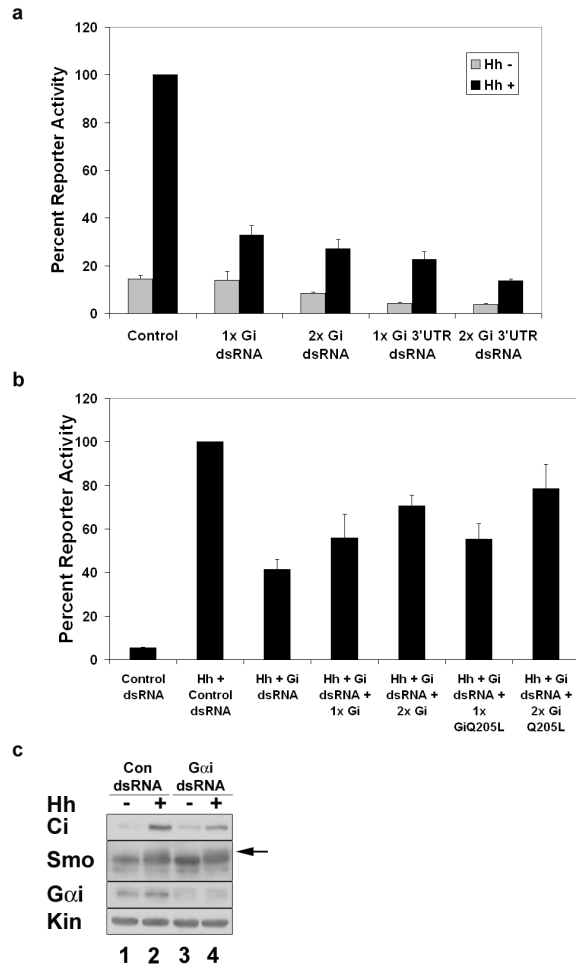 a
Percent Reporter Activity
120
100
80
60
40
20
0
Hh -
Hh +
Control
1x Gi
dsRNA
2x Gi
dsRNA
1x Gi 3'UTR
dsRNA
2x Gi 3'UTR
dsRNA
b
Percent Reporter Activity
120
100
80
60
40
20
0
Control
dsRNA
Hh +
Control
dsRNA
Hh + Gi
dsRNA
Hh + Gi
dsRNA +
1x Gi
Hh + Gi
dsRNA +
2x Gi
Hh + Gi
dsRNA +
1x
GiQ205L
Hh + Gi
dsRNA +
2x Gi
Q205L
c
Con
dsRNA
Gαi
dsRNA
Hh - + - +
Ci
Smo
Gαi
Kin
1 2 3 4